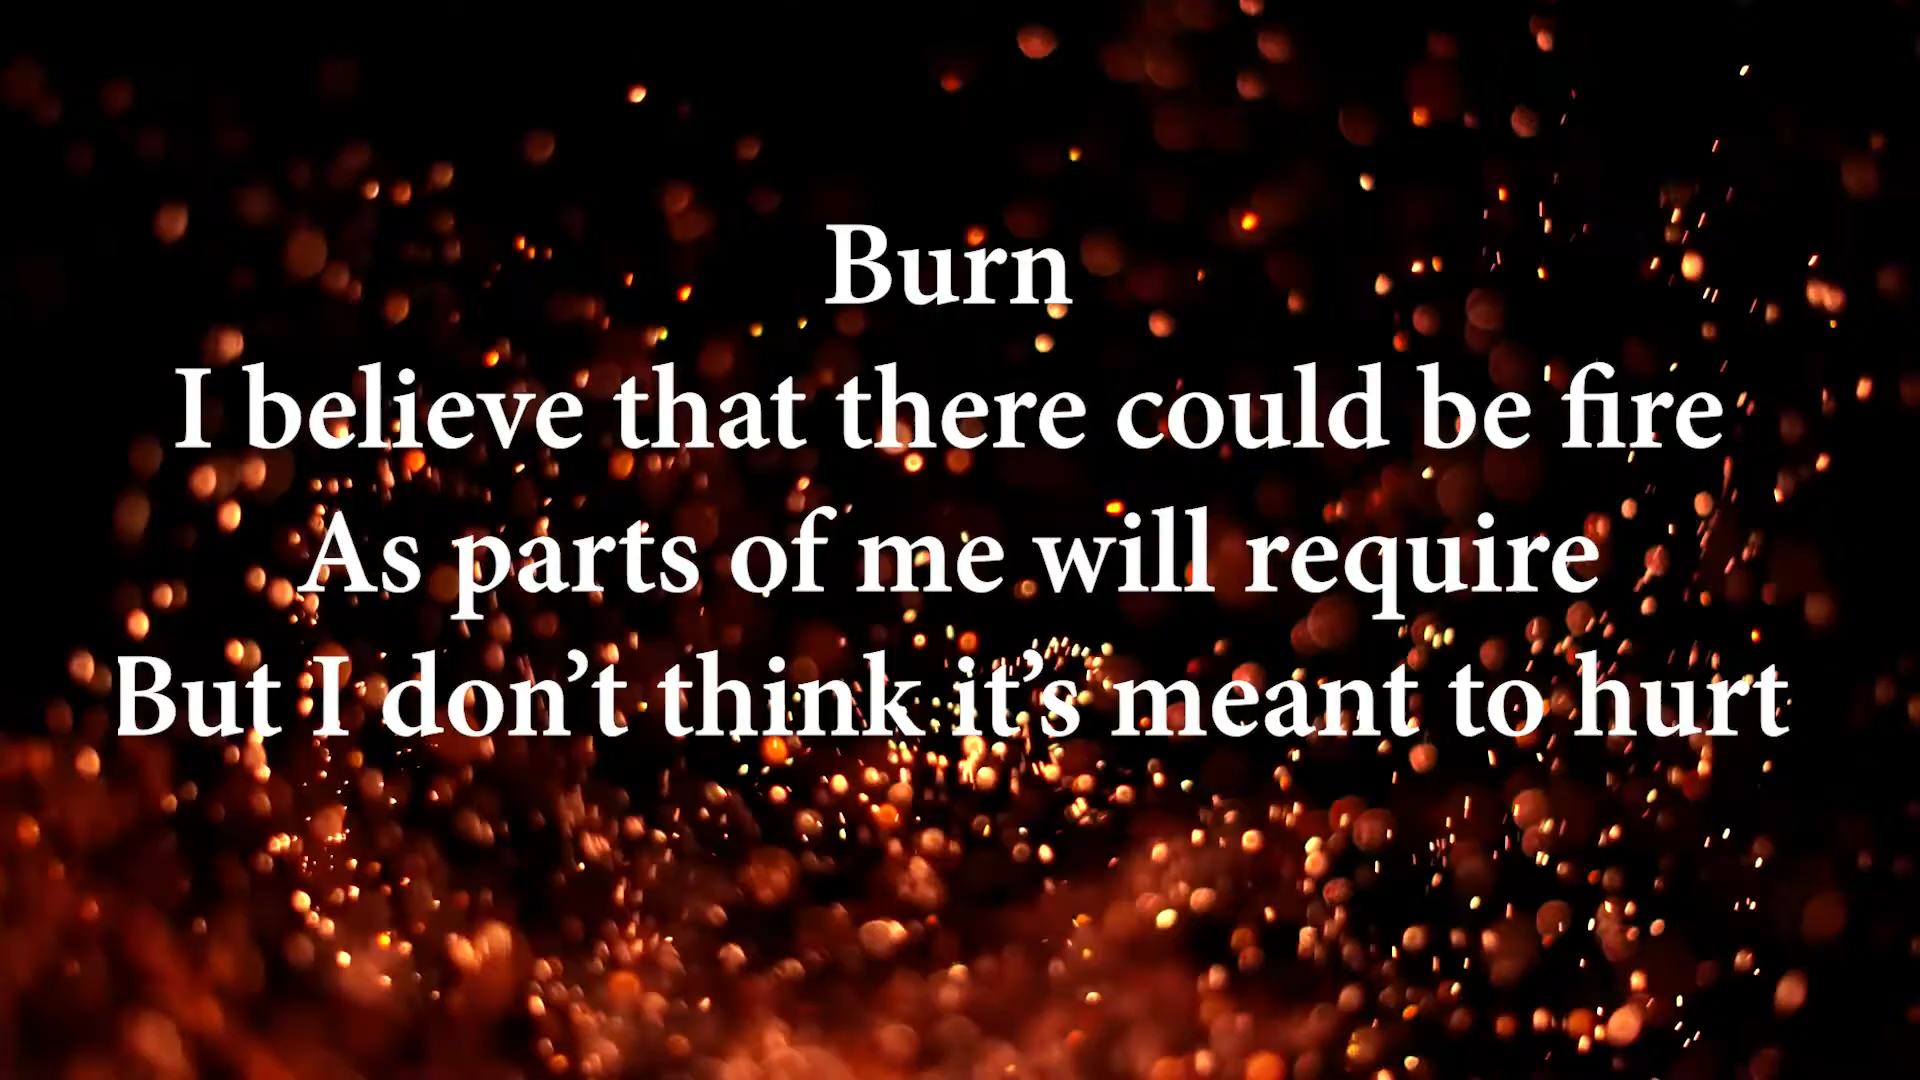 Burn
I believe that there could be fire
As parts of me will require
But I don’t think it’s meant to hurt